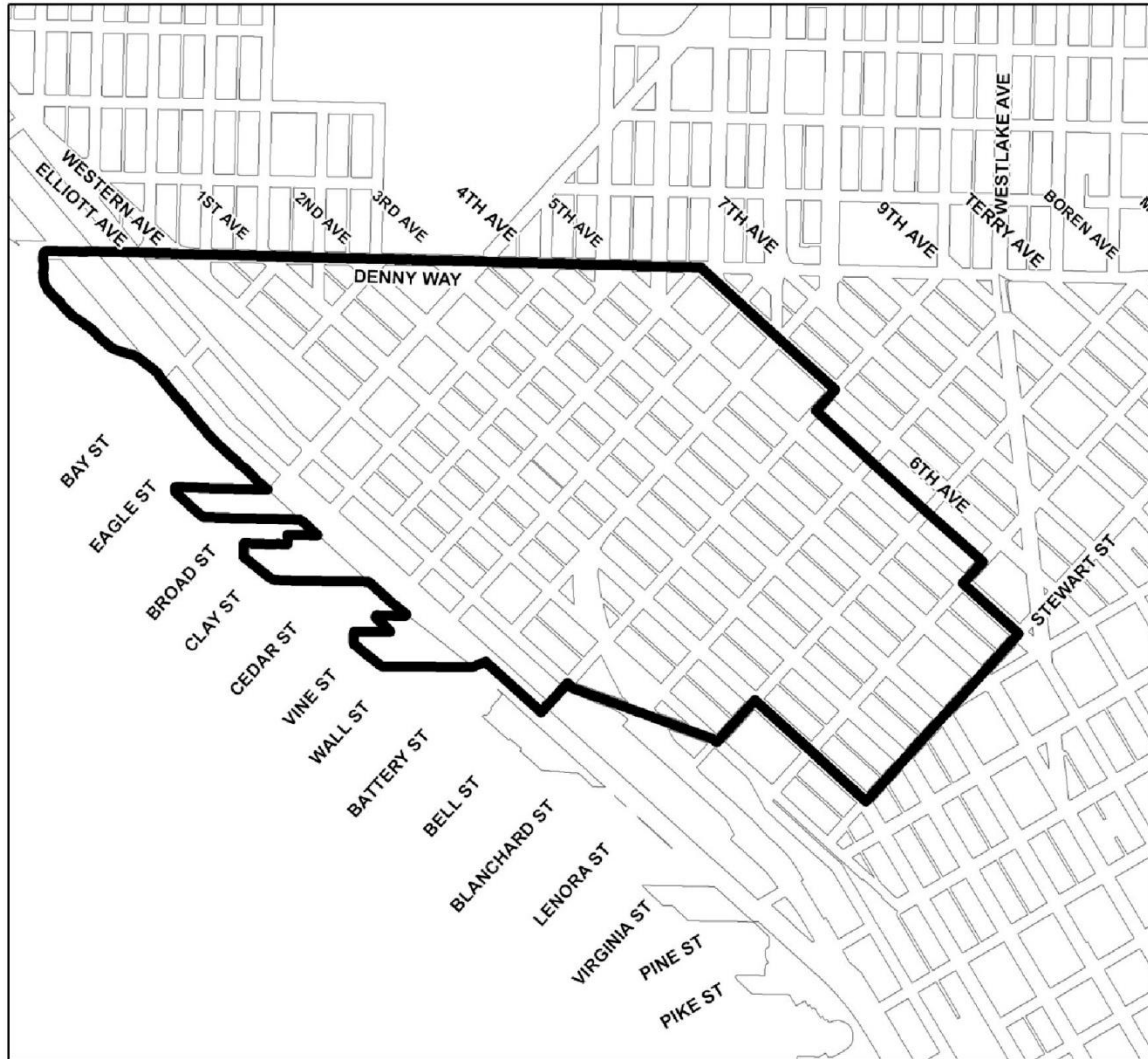 WESTLAKE AVE
WESTERN AVE
ELLIOTT AVE
1ST AVE
2ND AVE
3RD AVE
4TH AVE
5TH AVE
7TH AVE
9TH AVE
TERRY AVE
BOREN AVE
DENNY WAY
6TH AVE
STEWART ST
BAY ST
EAGLE ST
BROAD ST
CLAY ST
CEDAR ST
VINE ST
WALL ST
BATTERY ST
BELL ST
BLANCHARD ST
LENORA ST
VIRGINIA ST
PINE ST
PIKE ST